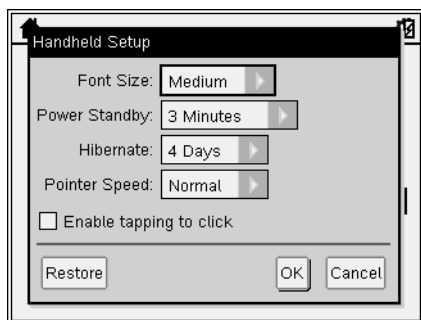 Handheld Setup
Font Size: Medium
Power Standby: 3 Minutes
Hibernate: 4 Days
Pointer Speed: Normal
Enable tapping to click
Restore OK Cancel